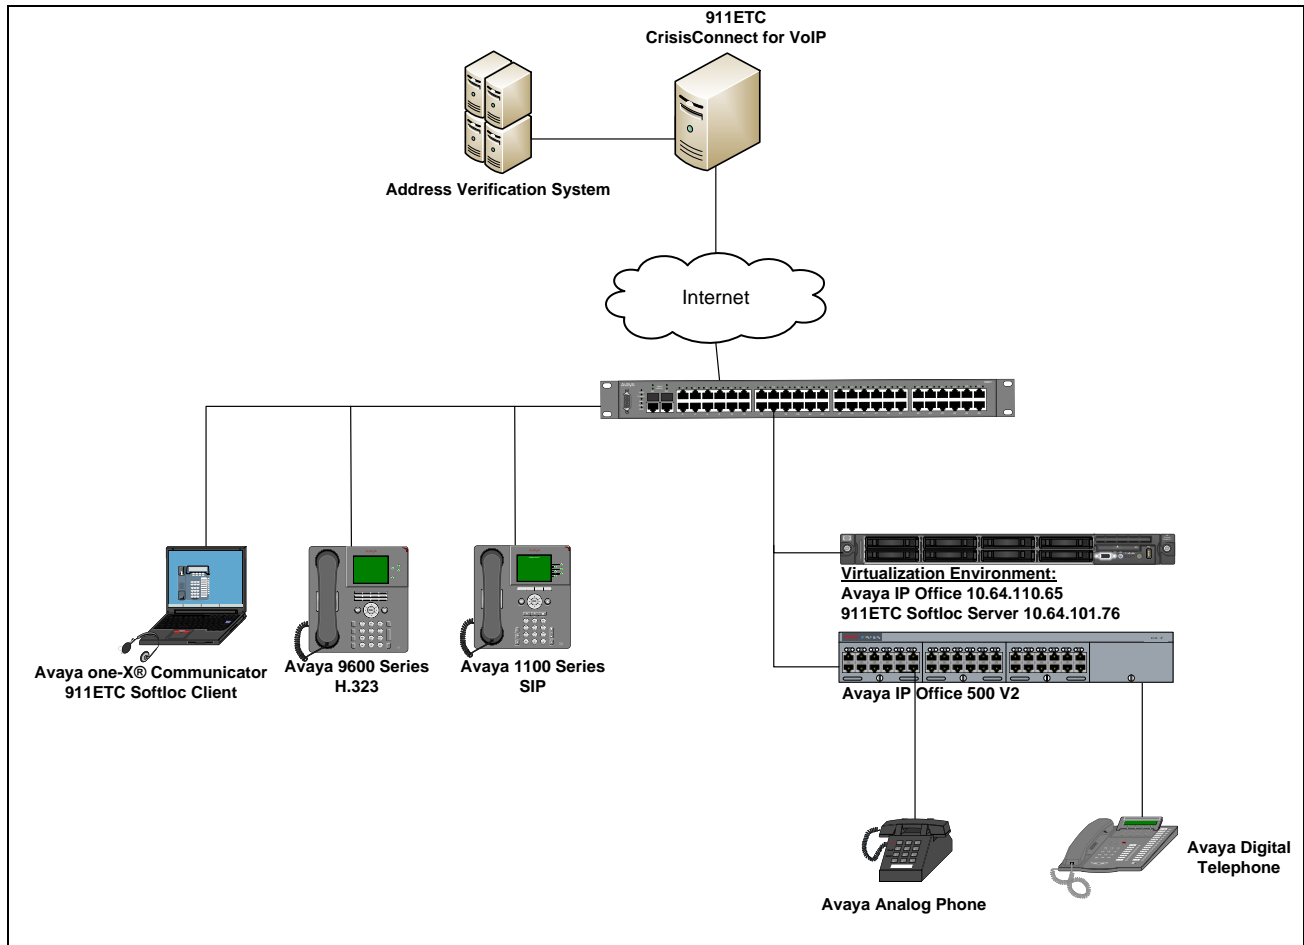 911ETC
CrisisConnect for VoIP
Address Verification System
Internet
Virtualization Environment:
Avaya IP Office 10.64.110.65
911ETC Softloc Server 10.64.101.76
Avaya one-X® Communicator
911ETC Softloc Client
Avaya 9600 Series
H.323
Avaya 1100 Series
SIP
Avaya IP Office 500 V2
Avaya Analog Phone
Avaya Digital
Telephone